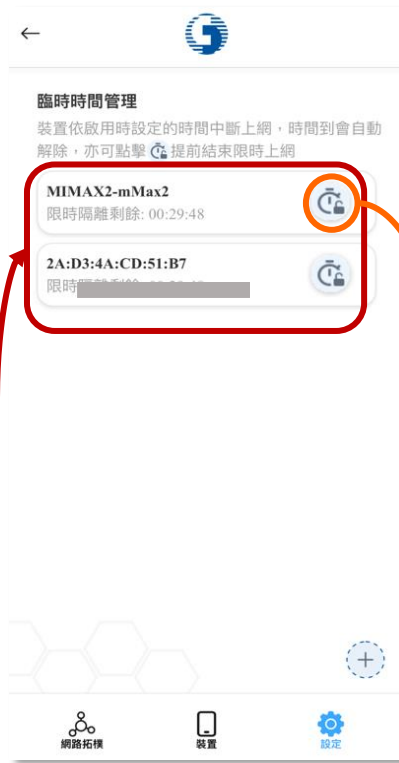 臨時時間管理
裝置依啟用時設定的時間中斷上網，時間到會自動
解除，亦可點擊 提前結束限時上網
MIMAX2-mMax2
限時隔離剩餘: 00:29:48
2A:D3:4A:CD:51:B7
限時
網路拓樸
裝置
設定